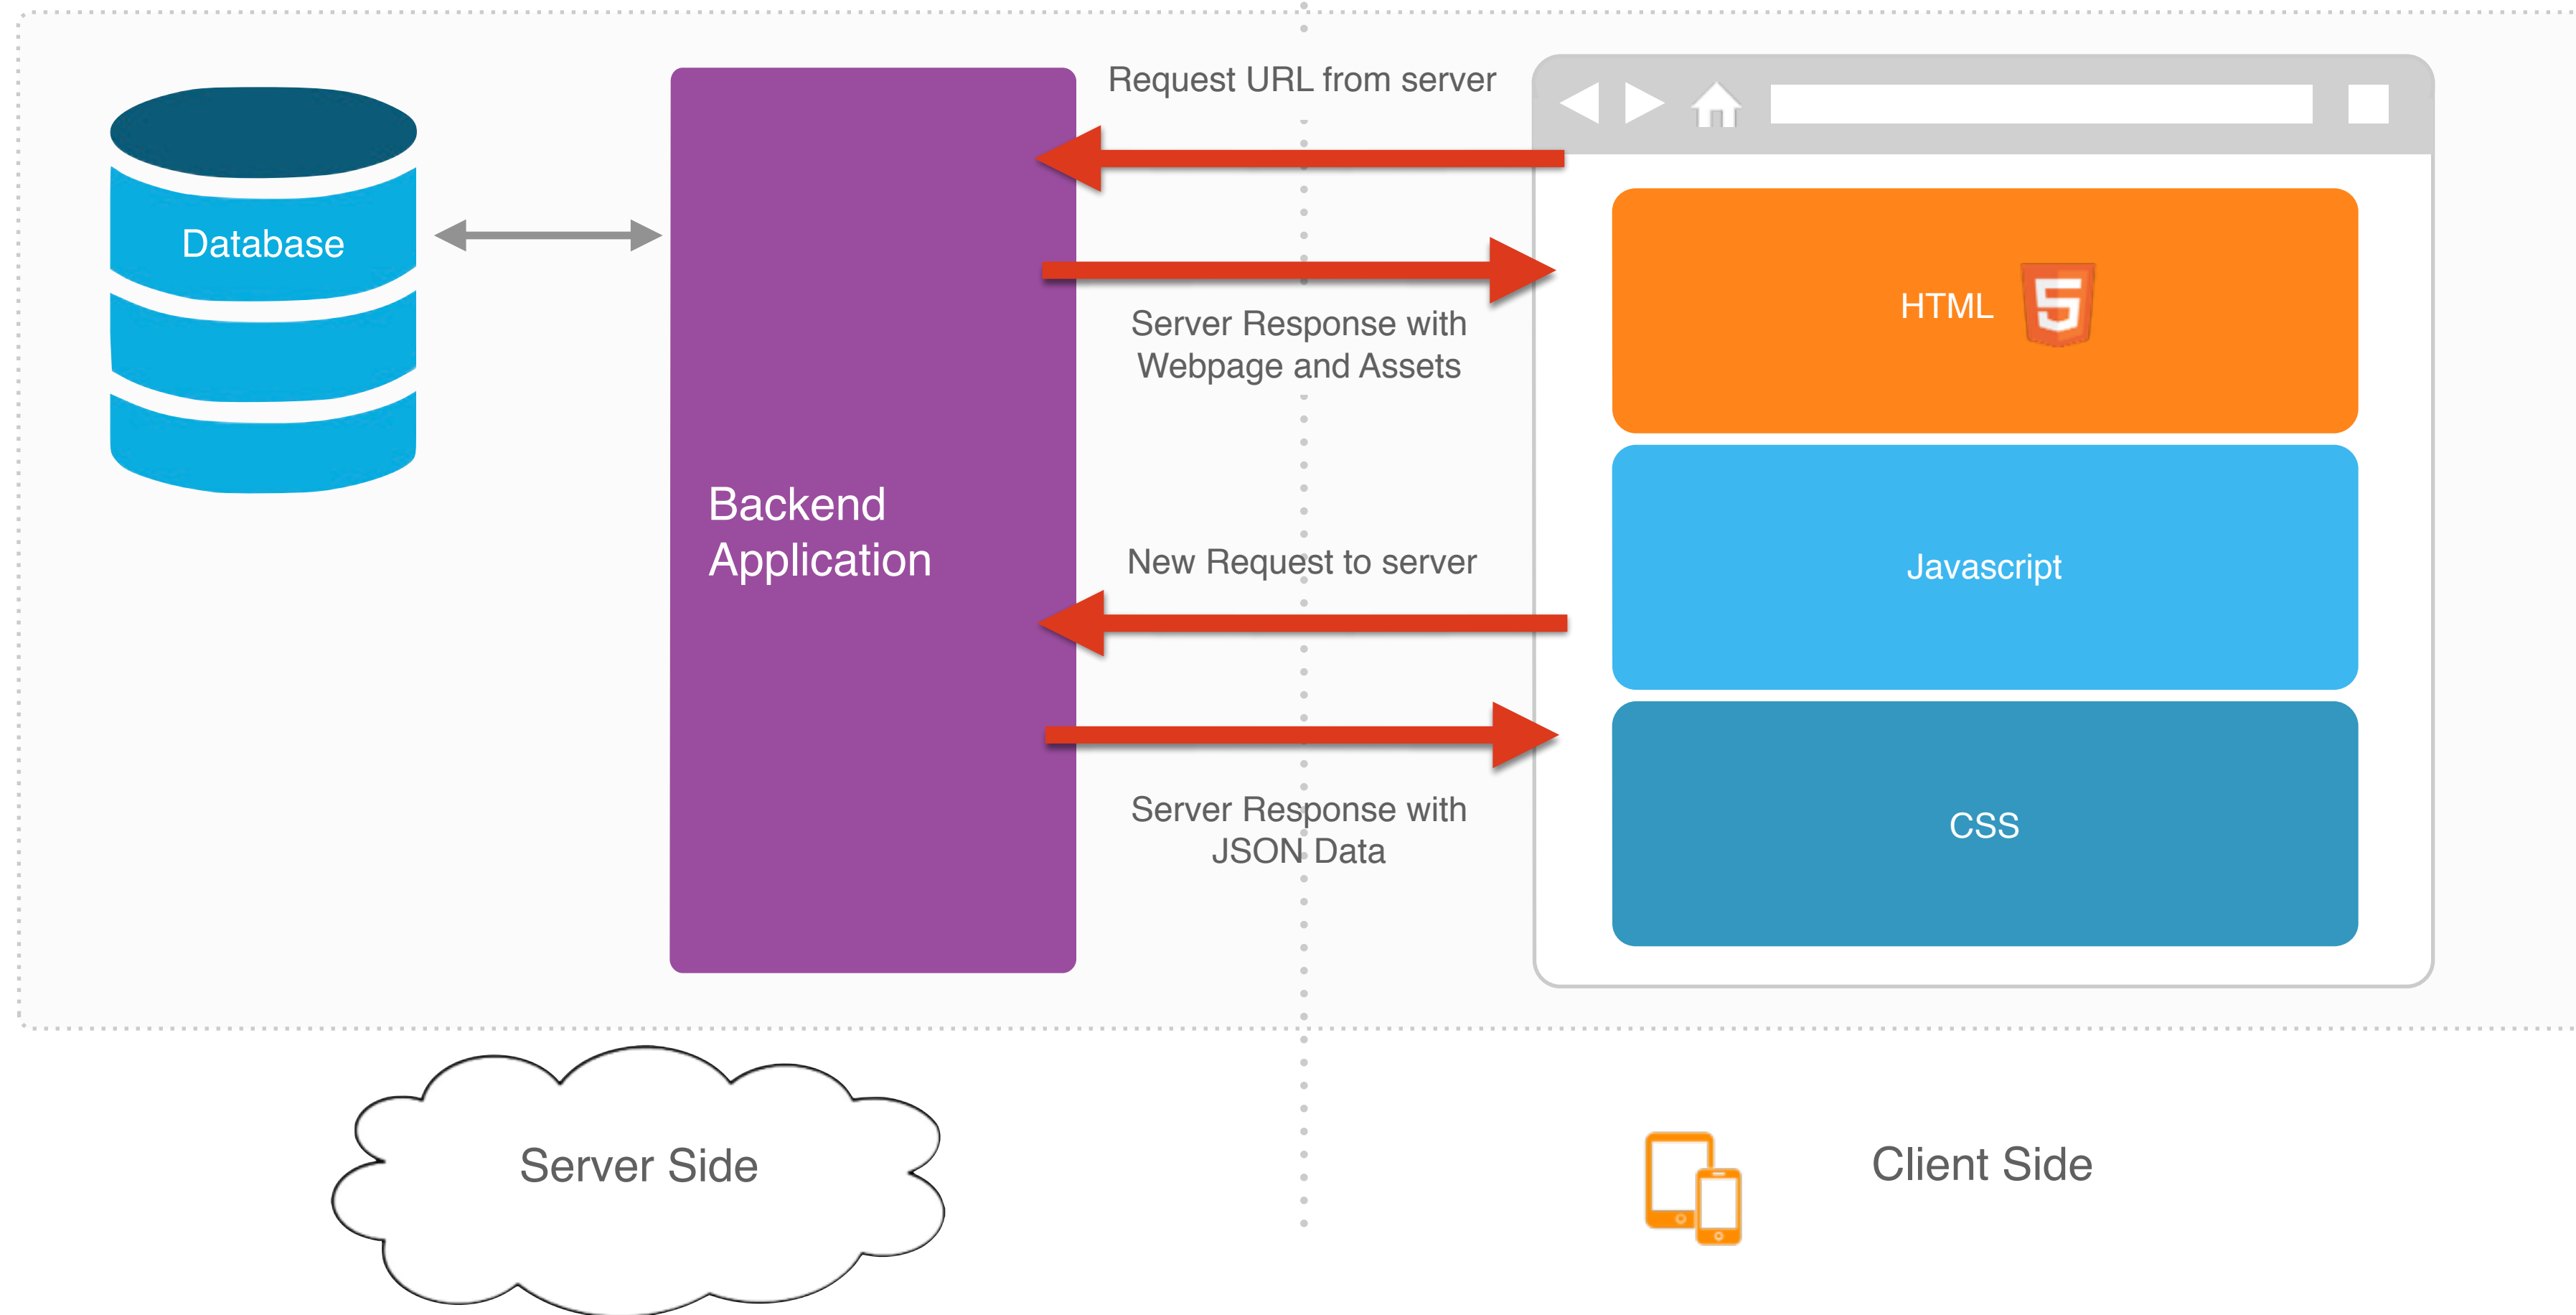 Request URL from server
Database
HTML
5
Server Response with
Webpage and Assets
Backend
Application
New Request to server
Javascript
Server Response with
JSON Data
CSS
Server Side
Client Side